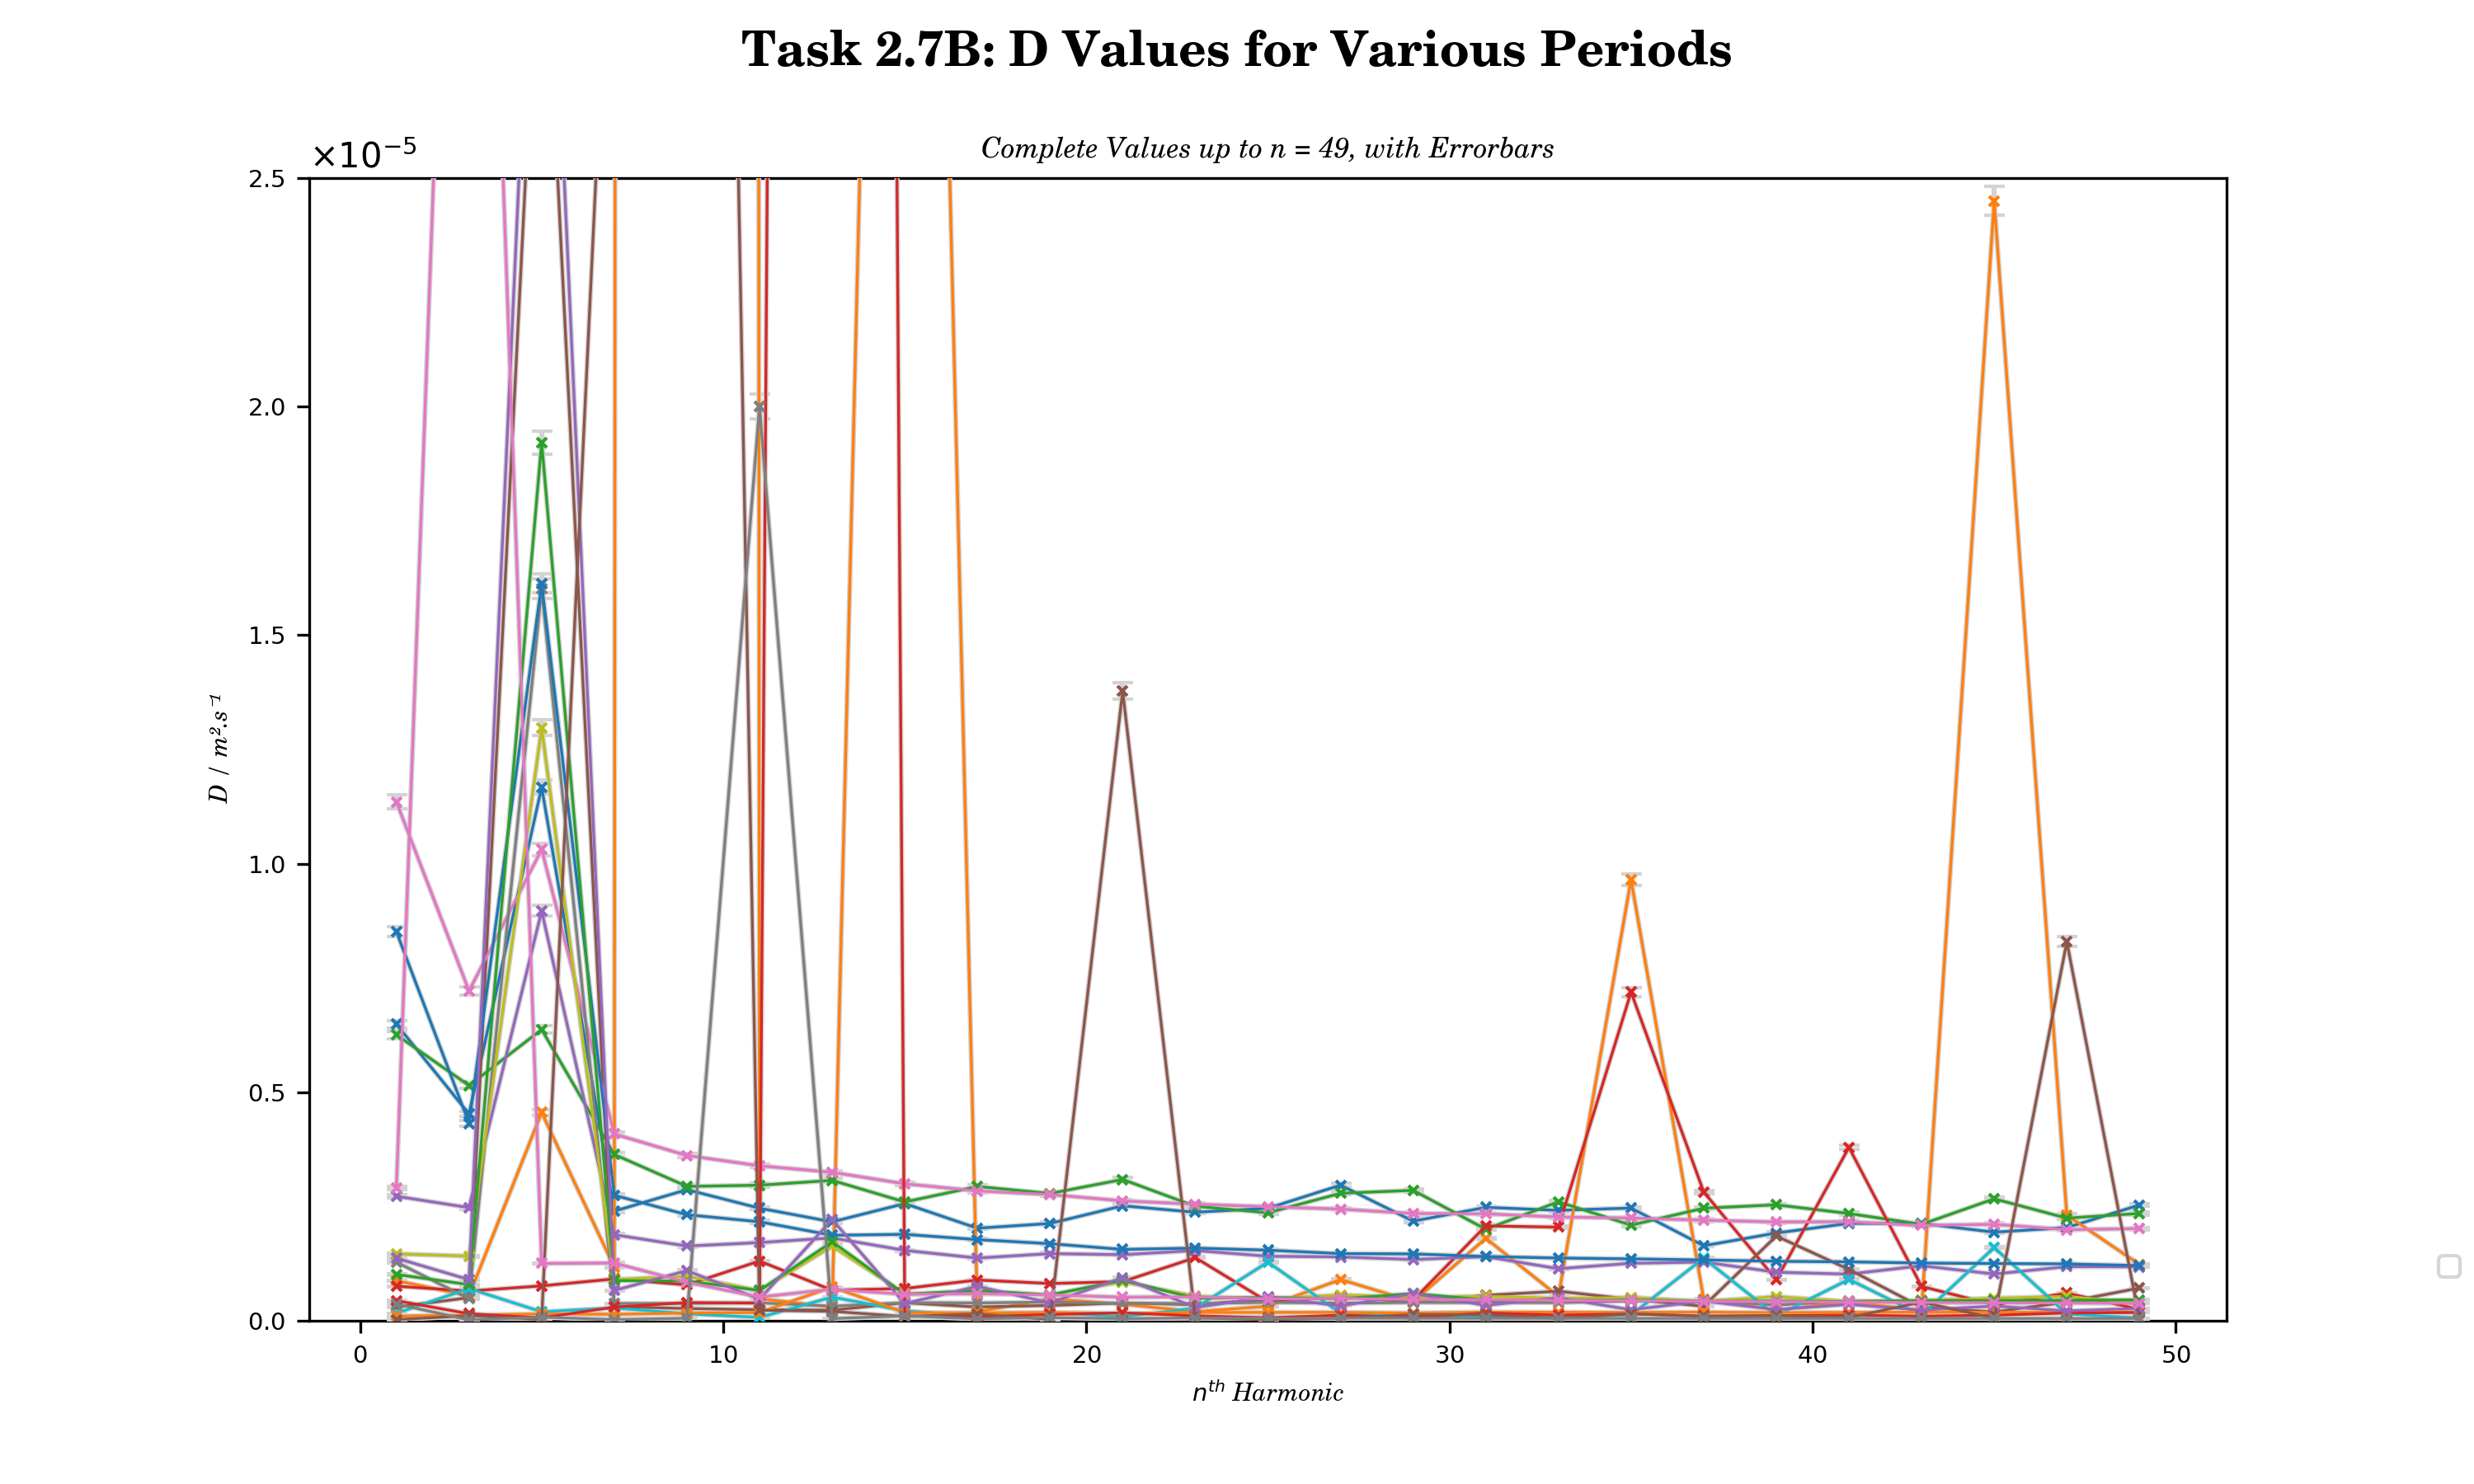 Task 2.7B: D Values for Various Periods
Complete Values up to n = 49, with Errorbars
×10⁻⁵
2.5
2.0
1.5
1.0
0.5
0.0
D / m².s⁻¹
0 10 20 30 40 50
nᵗʰ Harmonic